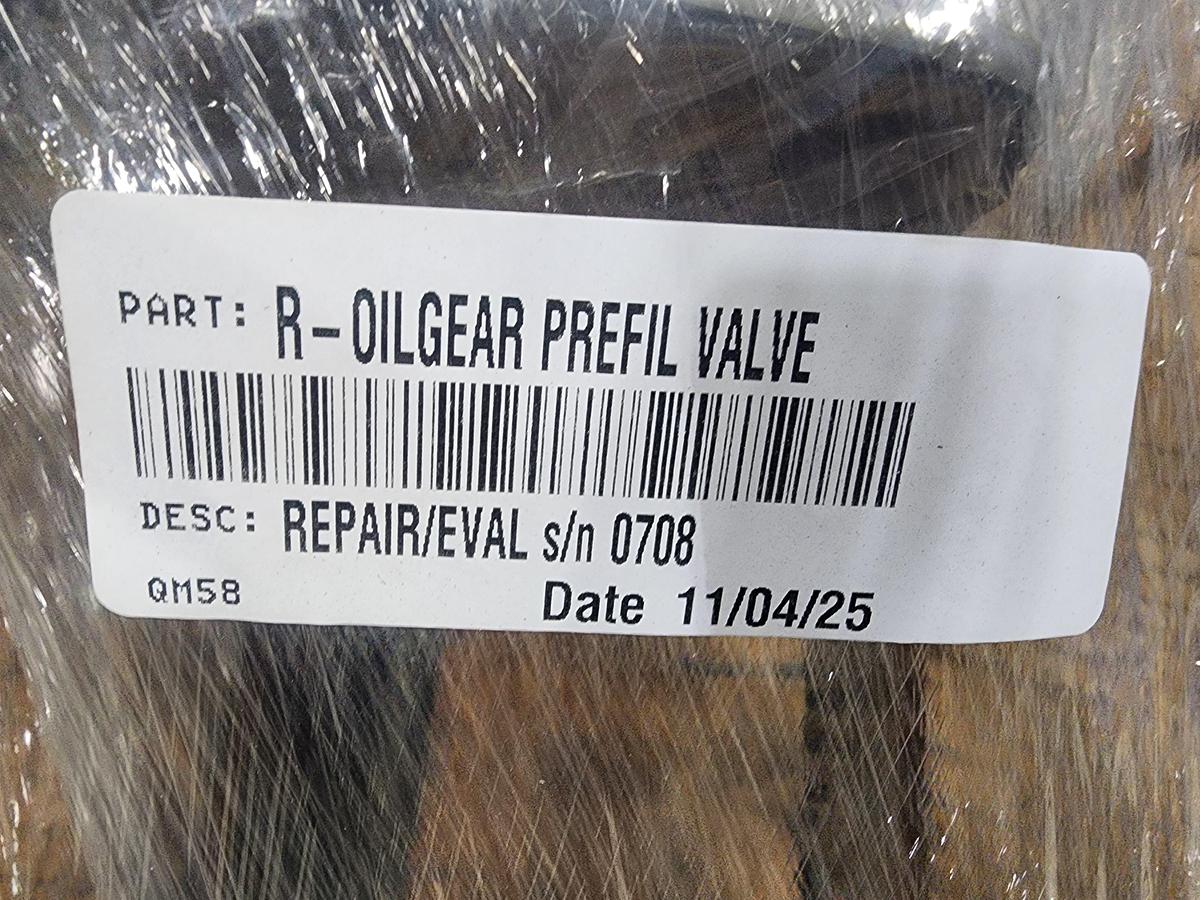 PART: R-OILGEAR PREFIL VALVE
DESC: REPAIR/EVAL s/n 0708
QM58 Date 11/04/25